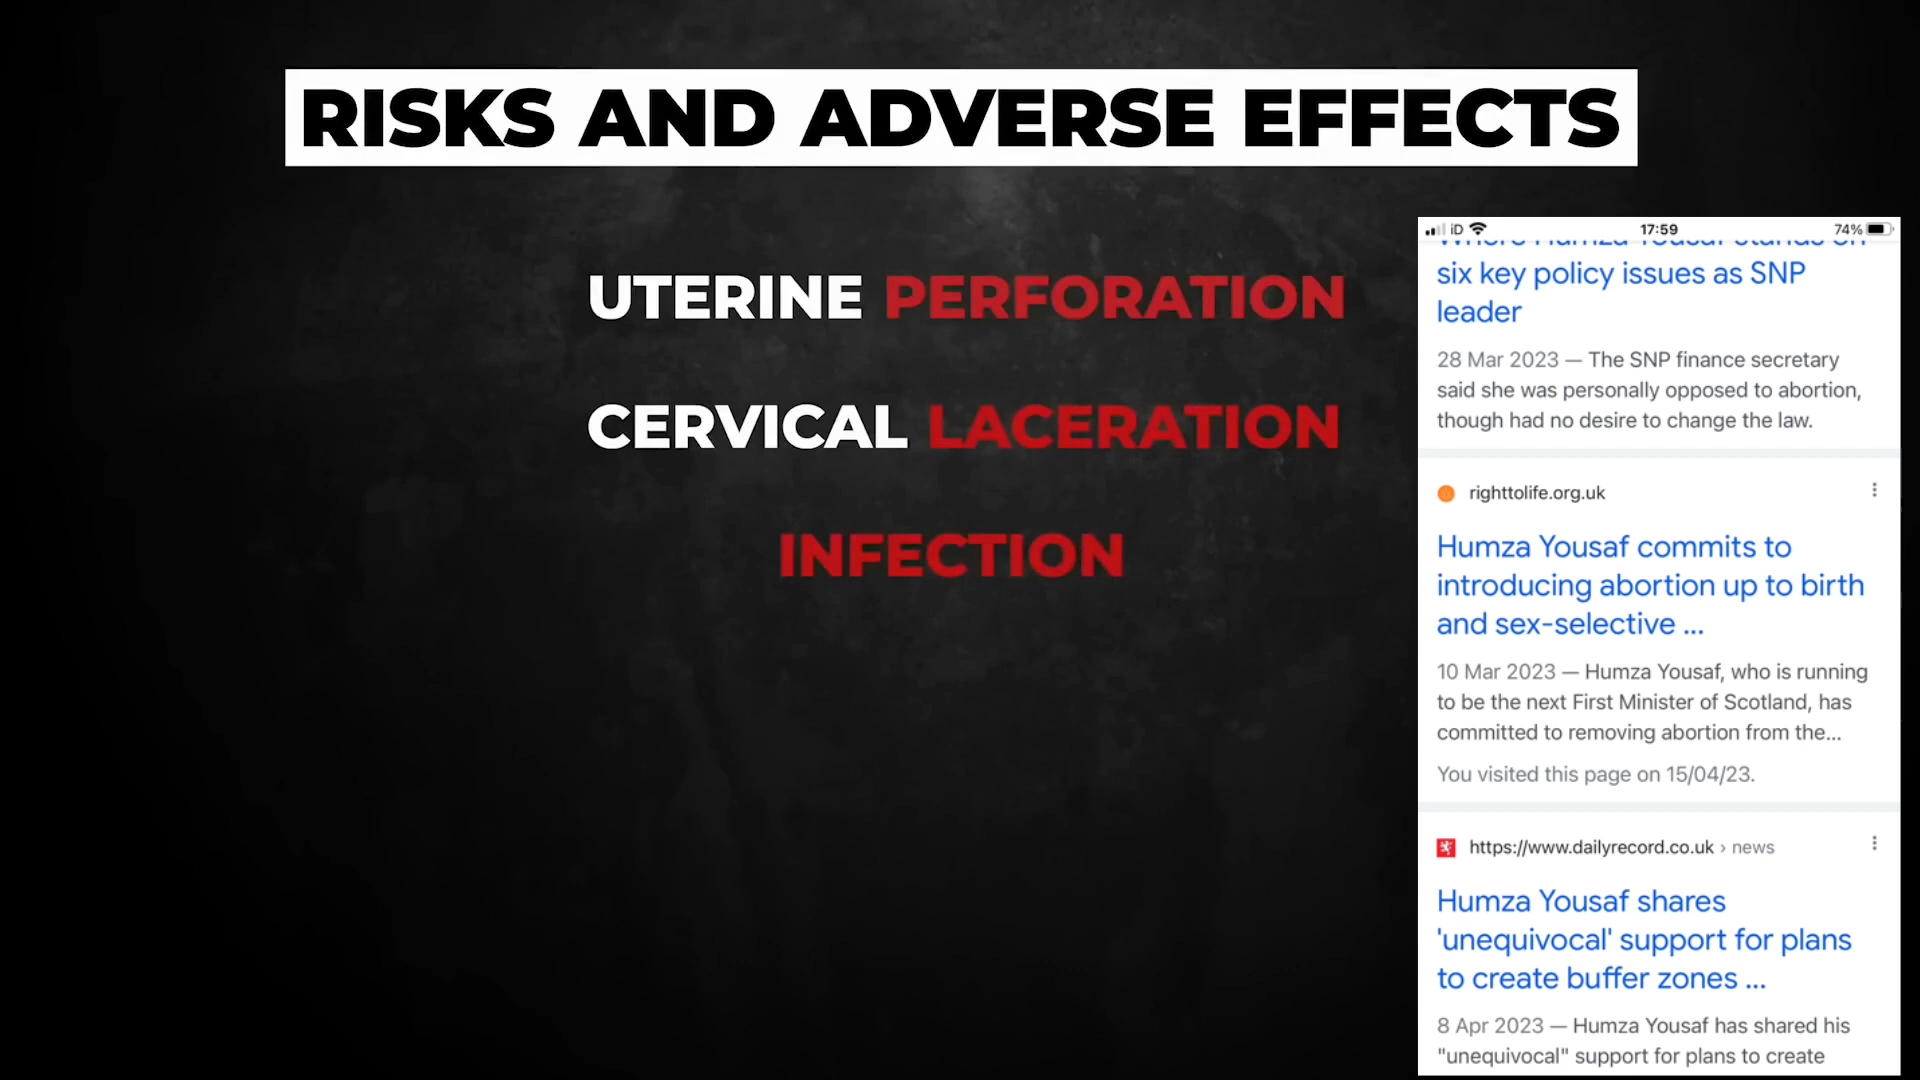 RISKS AND ADVERSE EFFECTS
UTERINE PERFORATION
CERVICAL LACERATION
INFECTION
iD 17:59 74%
Where Humza Yousaf stands on
six key policy issues as SNP
leader
28 Mar 2023 — The SNP finance secretary
said she was personally opposed to abortion,
though had no desire to change the law.
righttolife.org.uk
Humza Yousaf commits to
introducing abortion up to birth
and sex-selective ...
10 Mar 2023 — Humza Yousaf, who is running
to be the next First Minister of Scotland, has
committed to removing abortion from the...
You visited this page on 15/04/23.
https://www.dailyrecord.co.uk › news
Humza Yousaf shares
'unequivocal' support for plans
to create buffer zones ...
8 Apr 2023 — Humza Yousaf has shared his
"unequivocal" support for plans to create